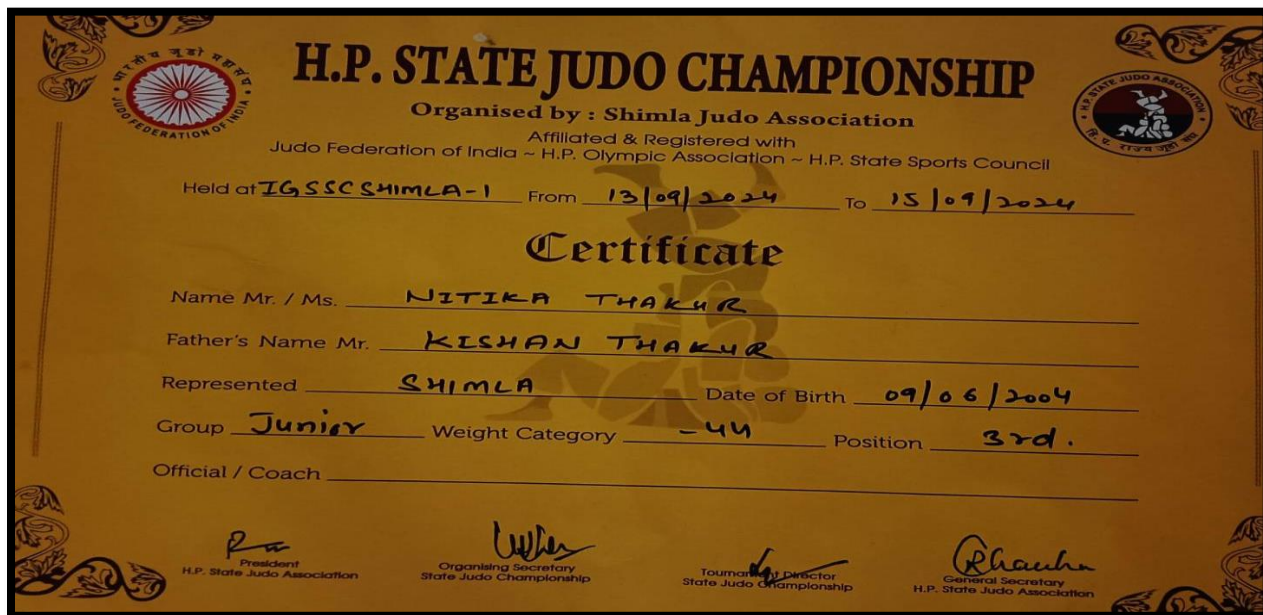 भारतीय जूडो महासंघ
JUDO FEDERATION OF INDIA
H.P. STATE JUDO CHAMPIONSHIP
H.P. STATE JUDO ASSOCIATION
हि. प. राज्य जूडो संघ
Organised by : Shimla Judo Association
Affiliated & Registered with
Judo Federation of India ~ H.P. Olympic Association ~ H.P. State Sports Council
Held at IGSSC SHIMLA-1 From 13/09/2024 To 15/09/2024
Certificate
Name Mr. / Ms. NITIKA THAKUR
Father's Name Mr. KISHAN THAKUR
Represented SHIMLA Date of Birth 09/06/2004
Group Junior Weight Category -44 Position 3rd.
Official / Coach
President
H.P. State Judo Association
Organising Secretary
State Judo Championship
Tournament Director
State Judo Championship
General Secretary
H.P. State Judo Association